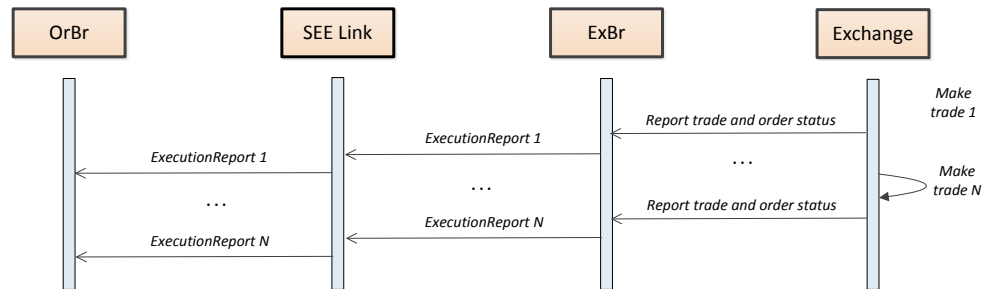 OrBr
SEE Link
ExBr
Exchange
Make
trade 1
Report trade and order status
ExecutionReport 1
ExecutionReport 1
...
...
...
Make
trade N
Report trade and order status
ExecutionReport N
ExecutionReport N